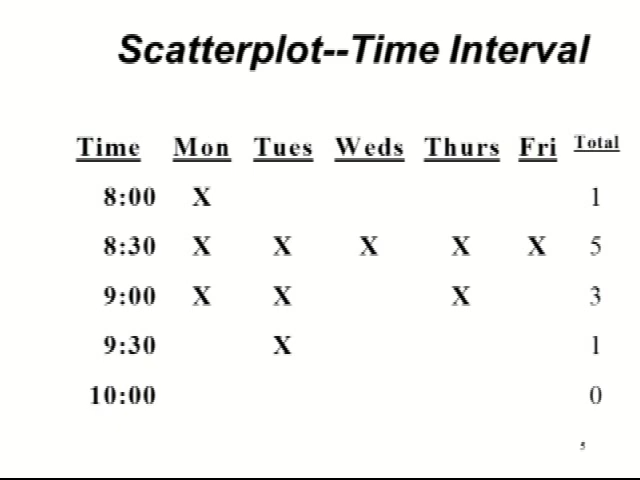 Scatterplot--Time Interval
Time Mon Tues Weds Thurs Fri Total
8:00 X 1
8:30 X X X X X 5
9:00 X X X 3
9:30 X 1
10:00 0
5